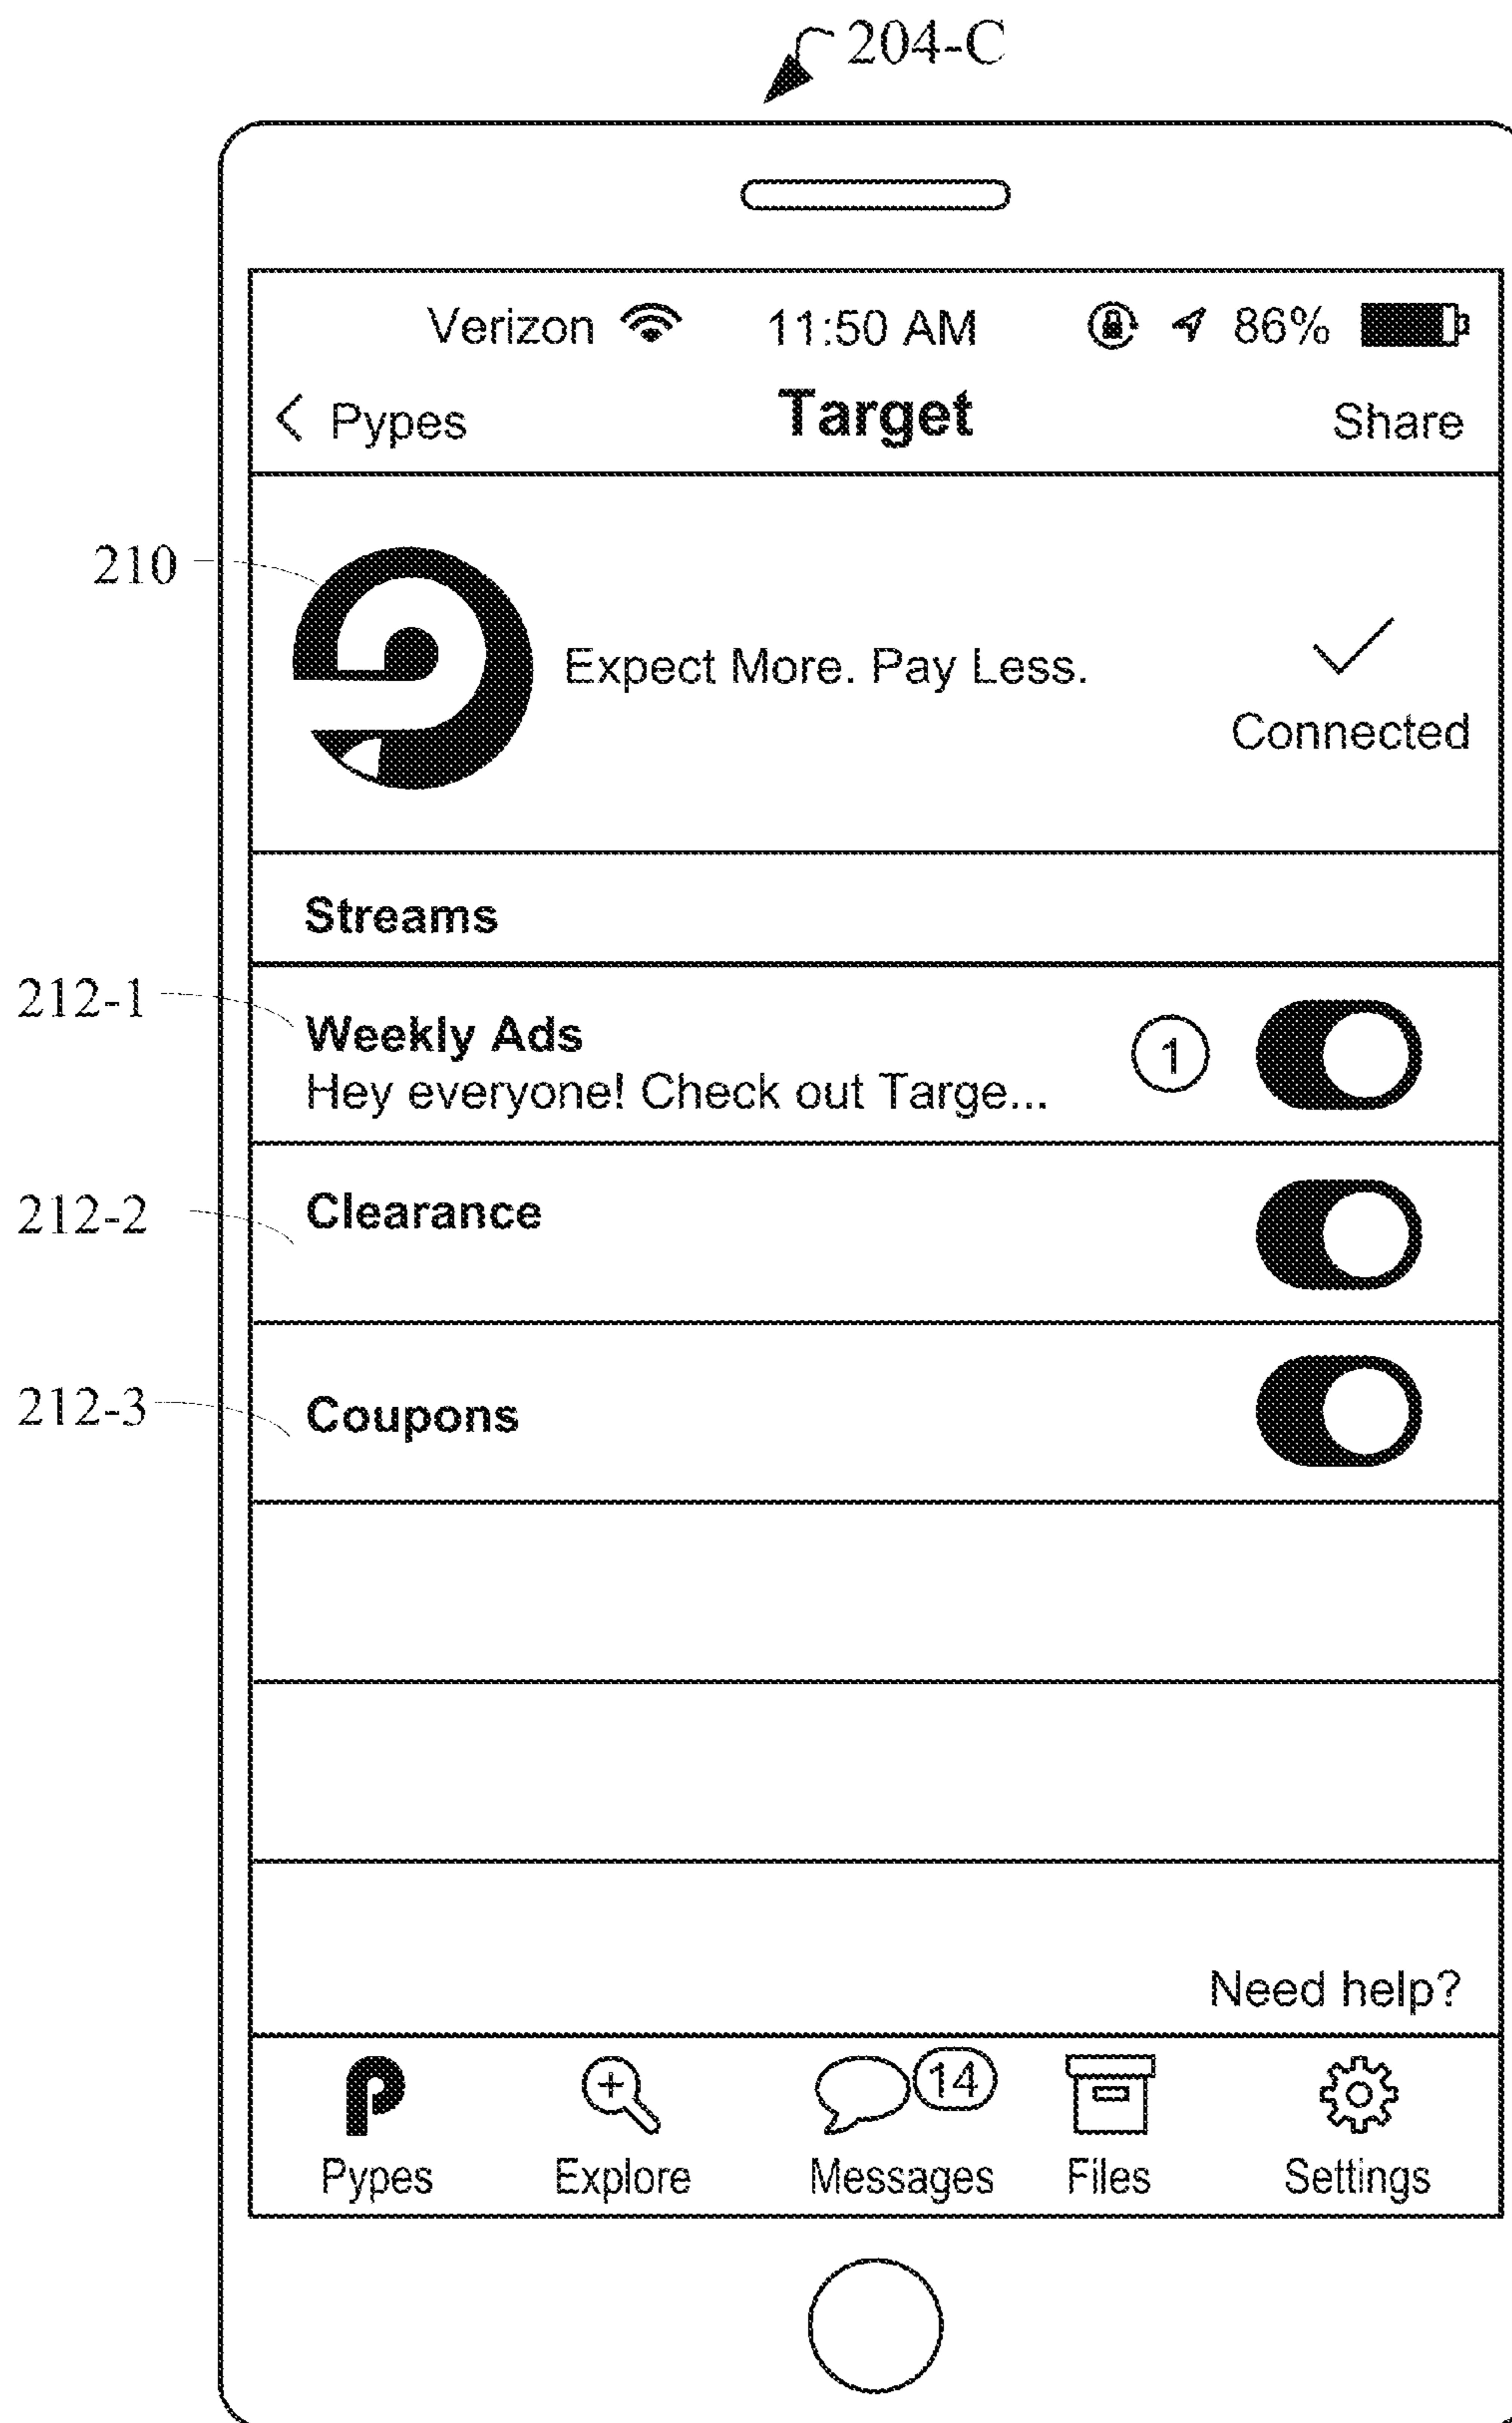 204-C
Verizon 11:50 AM 86%
Pypes Target Share
210
Expect More. Pay Less.
Connected
Streams
212-1
Weekly Ads
1
Hey everyone! Check out Targe...
212-2
Clearance
212-3
Coupons
Need help?
14
Pypes Explore Messages Files Settings